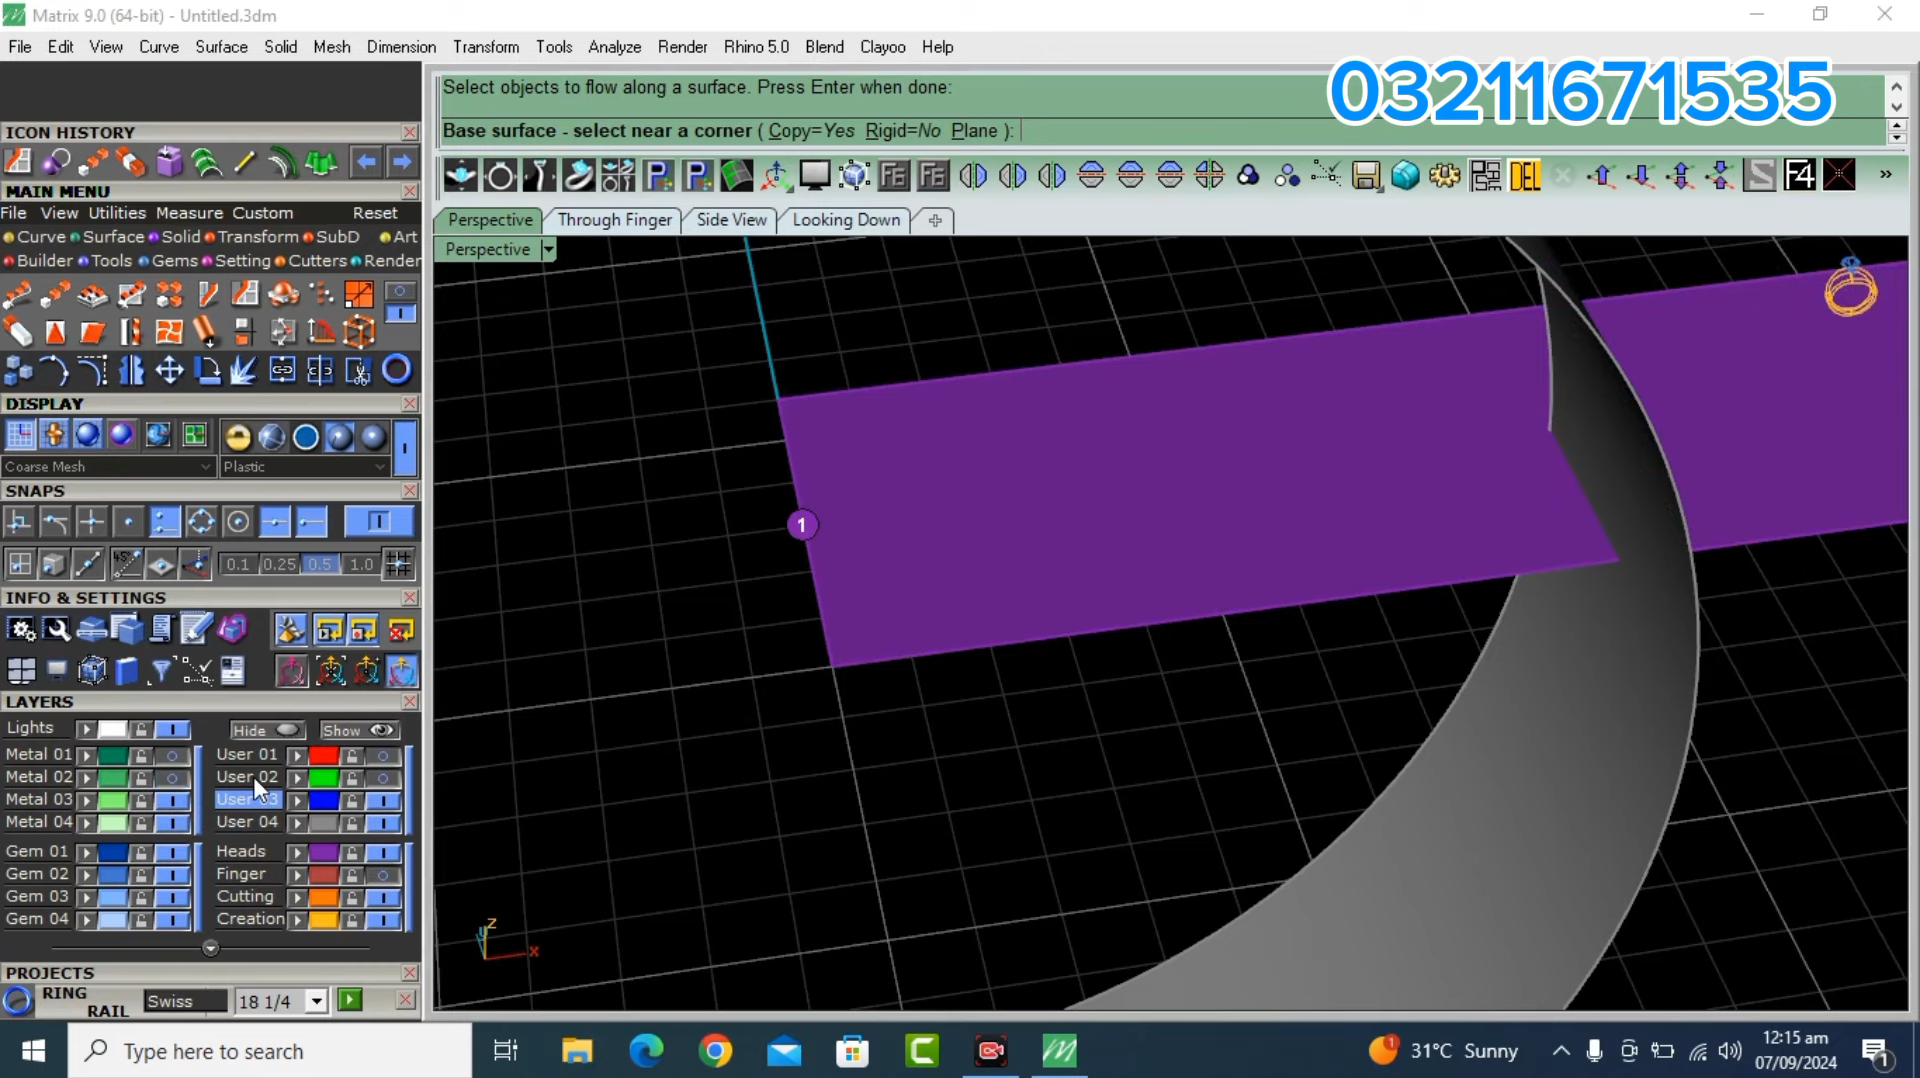 Matrix 9.0 (64-bit) - Untitled.3dm
File Edit View Curve Surface Solid Mesh Dimension Transform Tools Analyze Render Rhino 5.0 Blend Clayoo Help
03211671535
Select objects to flow along a surface. Press Enter when done:
Base surface - select near a corner ( Copy=Yes Rigid=No Plane ):
ICON HISTORY
MAIN MENU
File View Utilities Measure Custom Reset
Curve Surface Solid Transform SubD Art
Builder Tools Gems Setting Cutters Render
Perspective Through Finger Side View Looking Down
Perspective
DISPLAY
Coarse Mesh Plastic
SNAPS
45°
0.1 0.25 0.5 1.0
INFO & SETTINGS
LAYERS
Lights Hide Show
Metal 01 User 01
Metal 02 User 02
Metal 03 User 03
Metal 04 User 04
Gem 01 Heads
Gem 02 Finger
Gem 03 Cutting
Gem 04 Creation
PROJECTS
RING RAIL Swiss 18 1/4
P P F6 F6 DEL S F4
1
z
x
Type here to search
1
31°C Sunny
12:15 am
07/09/2024
1